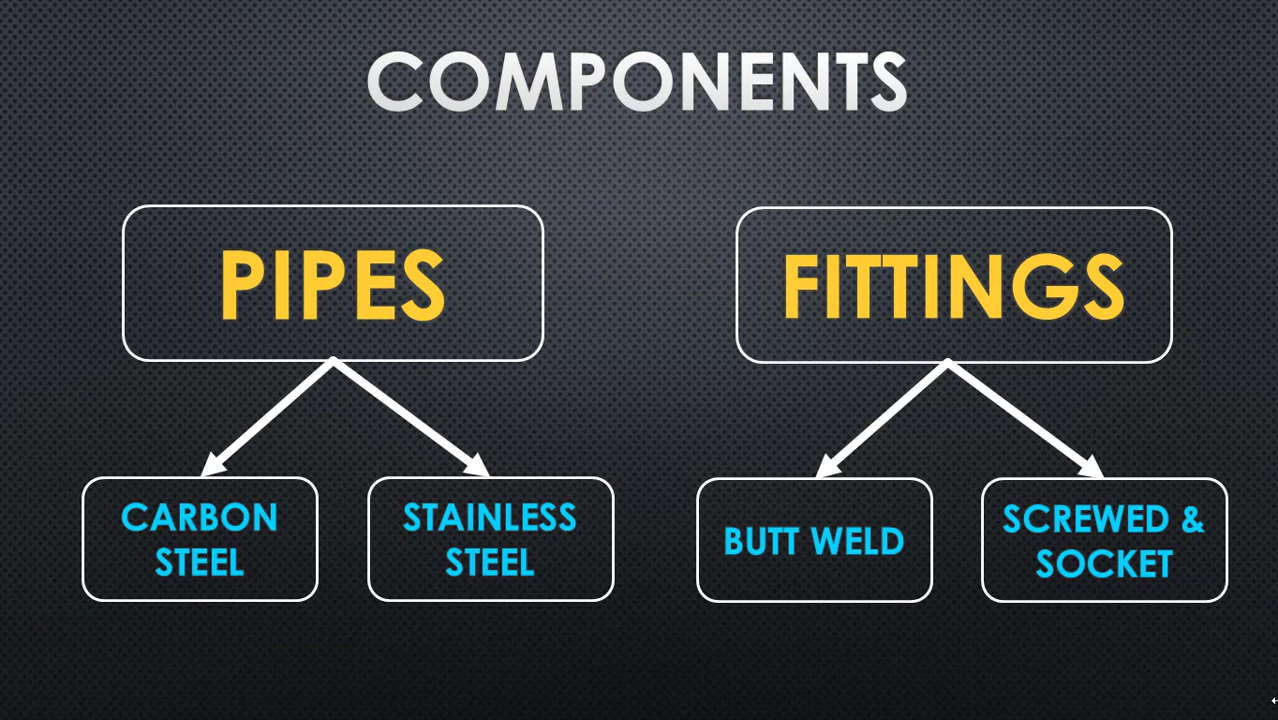 COMPONENTS
PIPES
FITTINGS
CARBON
STEEL
STAINLESS
STEEL
BUTT WELD
SCREWED &
SOCKET